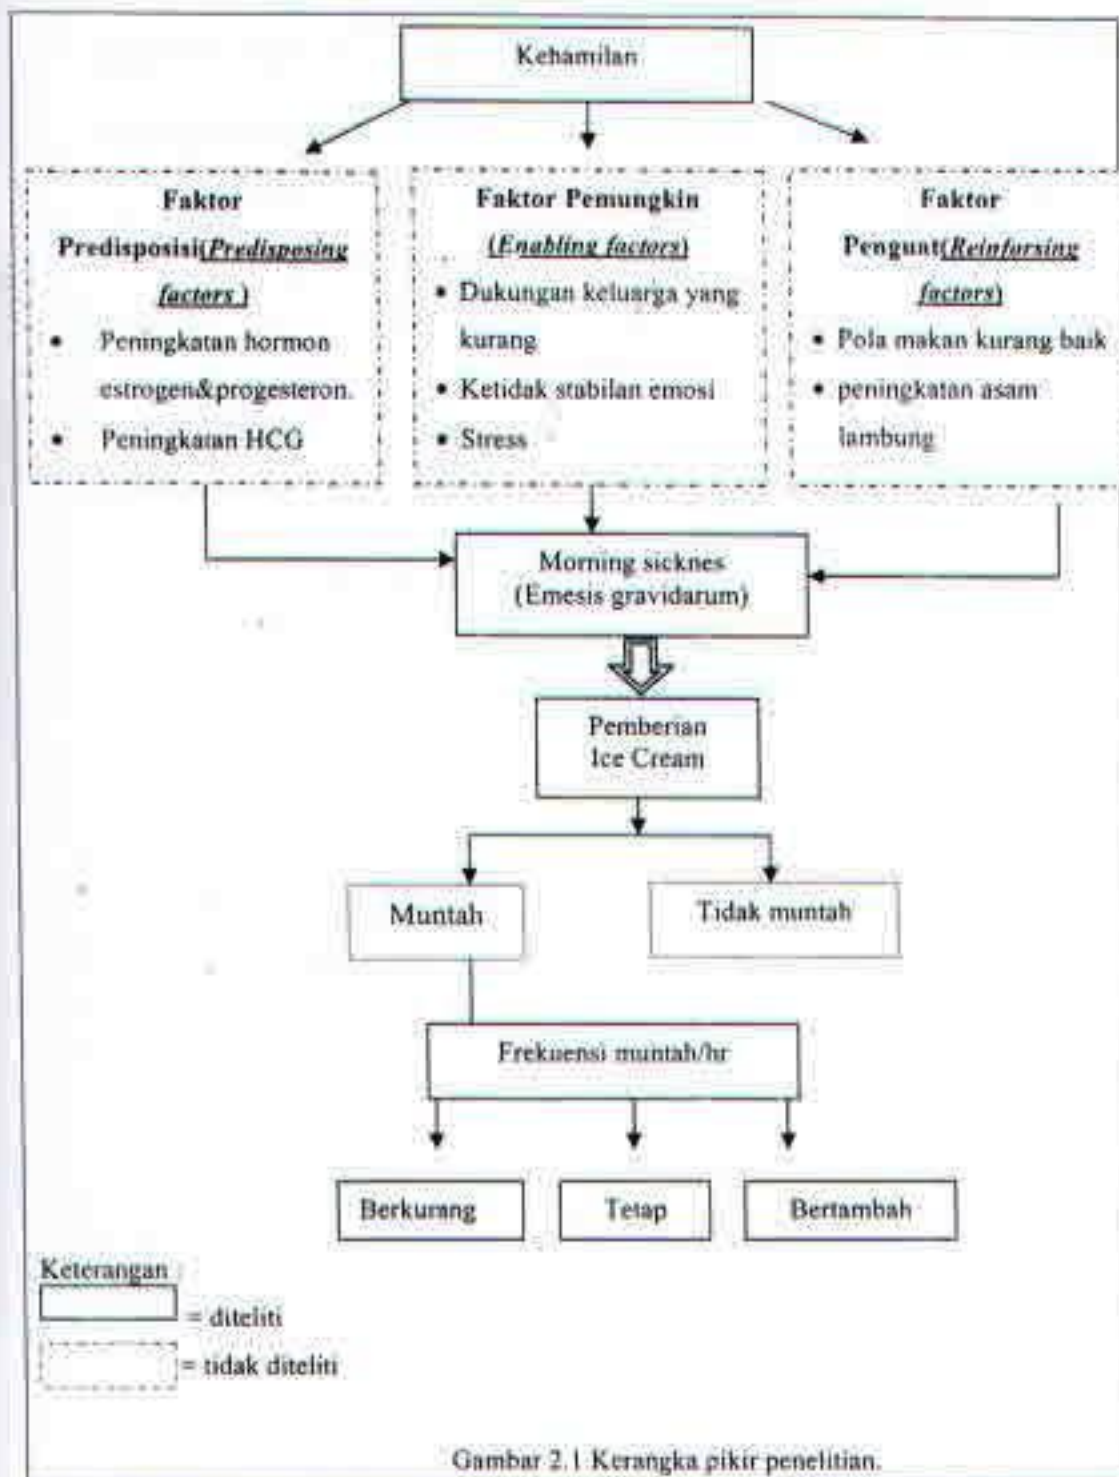 Kehamilan
Faktor
Predisposisi(Predisposing
factors )
• Peningkatan hormon
estrogen&progesteron.
• Peningkatan HCG
Faktor Pemungkin
(Enabling factors)
• Dukungan keluarga yang
kurang
• Ketidak stabilan emosi
• Stress
Faktor
Pengunt(Reinforsing
factors)
• Pola makan kurang baik
• peningkatan asam
lambung
Morning sicknes
(Emesis gravidarum)
Pemberian
Ice Cream
Muntah
Tidak muntah
Frekuensi muntah/hr
Berkurang
Tetap
Bertambah
Keterangan
= diteliti
= tidak diteliti
Gambar 2.1 Kerangka pikir penelitian.